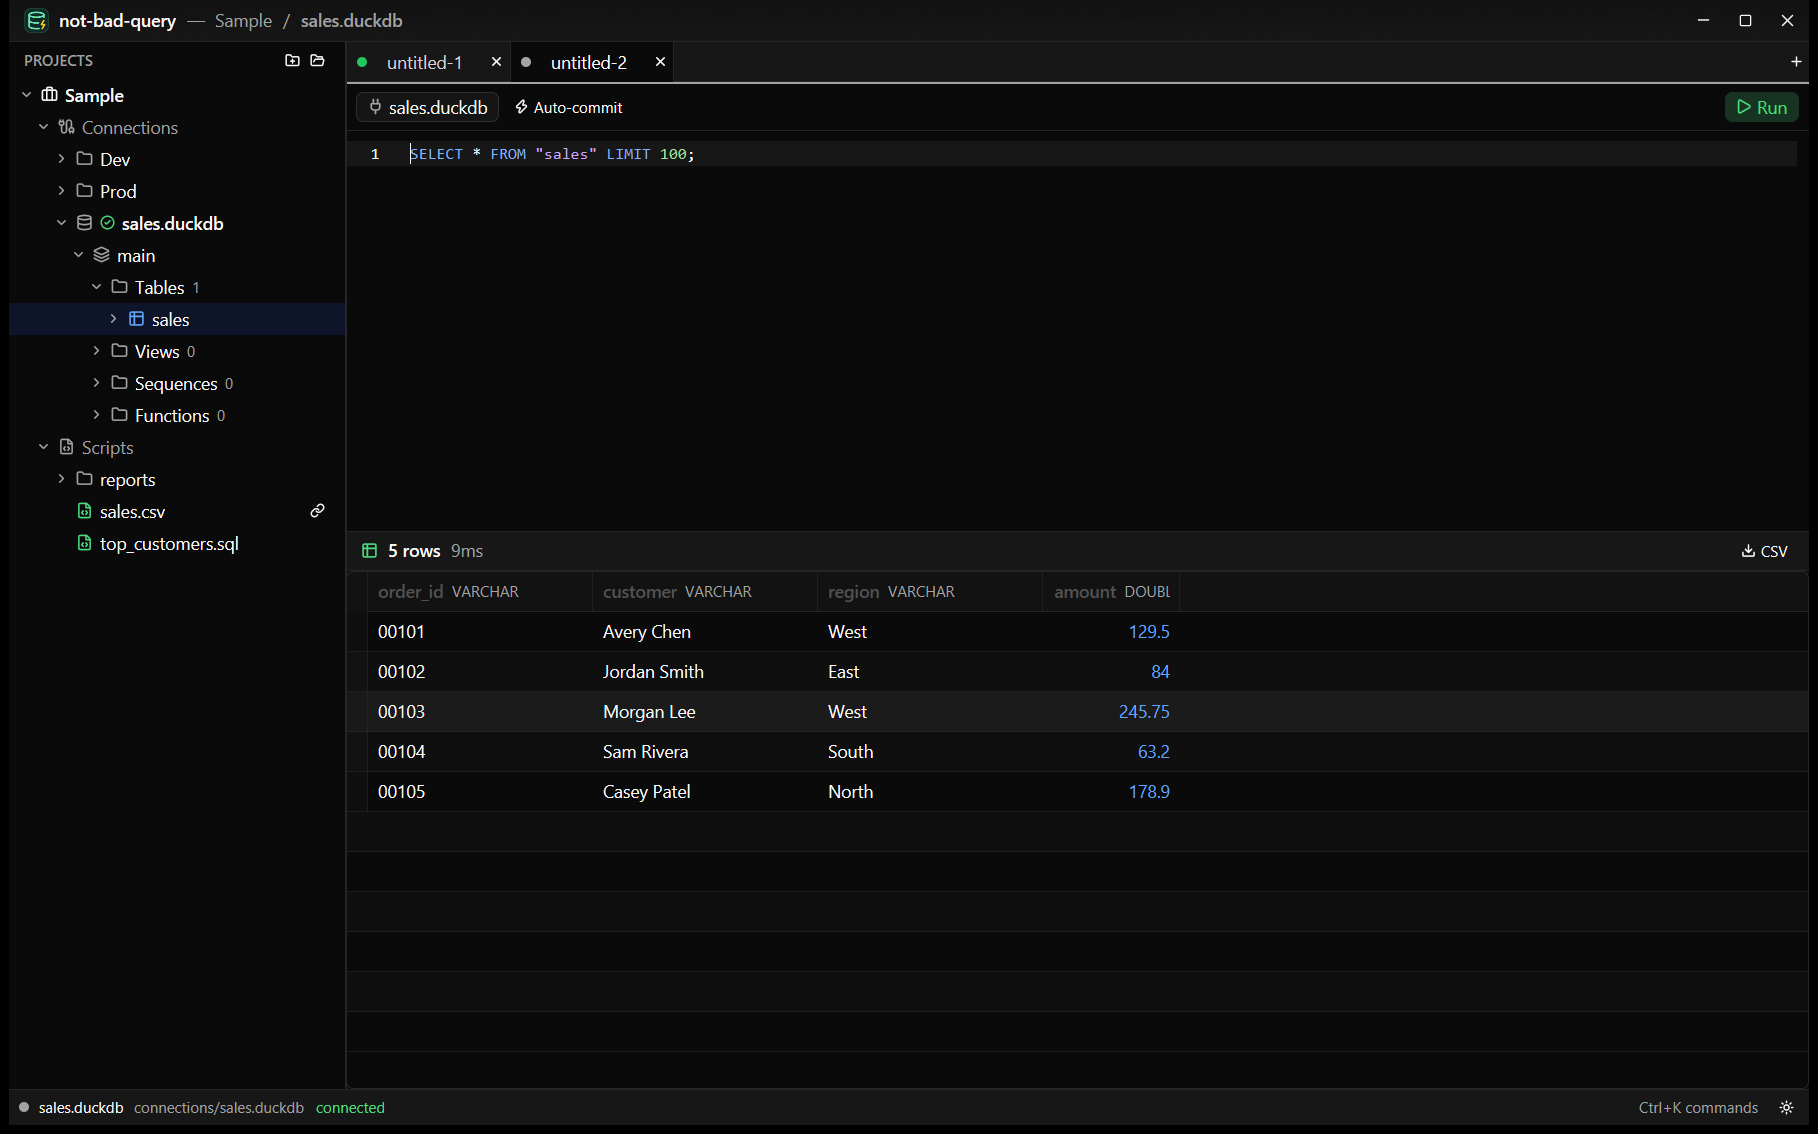 not-bad-query — Sample / sales.duckdb
PROJECTS
Sample
Connections
Dev
Prod
sales.duckdb
main
Tables 1
sales
Views 0
Sequences 0
Functions 0
Scripts
reports
sales.csv
top_customers.sql
untitled-1
untitled-2
sales.duckdb Auto-commit Run
1 SELECT * FROM "sales" LIMIT 100;
5 rows 9ms CSV
order_id VARCHAR customer VARCHAR region VARCHAR amount DOUBL
00101 Avery Chen West 129.5
00102 Jordan Smith East 84
00103 Morgan Lee West 245.75
00104 Sam Rivera South 63.2
00105 Casey Patel North 178.9
sales.duckdb connections/sales.duckdb connected Ctrl+K commands